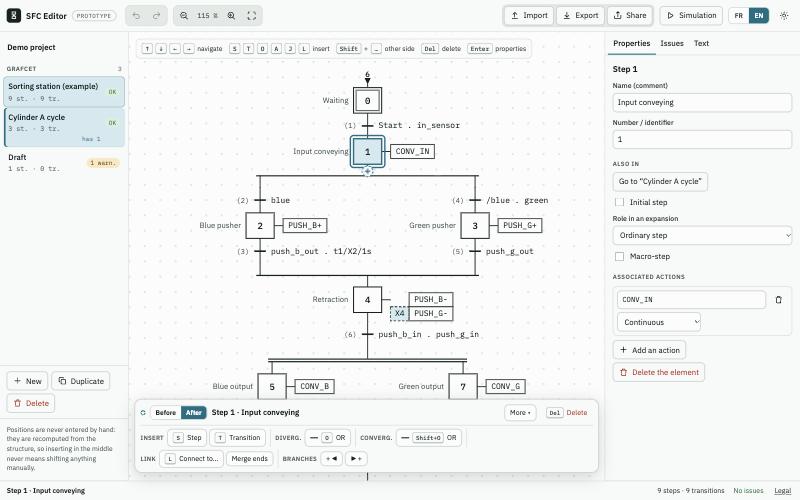 SFC Editor PROTOTYPE
115 %
Import Export Share Simulation FR EN
Demo project
GRAFCET 3
Sorting station (example)
9 st. · 9 tr. OK
Cylinder A cycle
3 st. · 3 tr. OK
has 1
Draft
1 st. · 0 tr. 1 warn.
New Duplicate
Delete
Positions are never entered by hand: they are recomputed from the structure, so inserting in the middle never means shifting anything manually.
↑ ↓ ← → navigate S T O A J L insert Shift + … other side Del delete Enter properties
6
Waiting 0
(1) Start . in_sensor
Input conveying 1 CONV_IN
(2) blue
(4) /blue . green
Blue pusher 2 PUSH_B+
Green pusher 3 PUSH_G+
(3) push_b_out . t1/X2/1s
(5) push_g_out
Retraction 4 PUSH_B-
X4 PUSH_G-
(6) push_b_in . push_g_in
Blue output 5 CONV_B
Green output 7 CONV_G
Before After Step 1 · Input conveying More Del Delete
INSERT S Step T Transition DIVERG. O OR CONVERG. Shift+O OR
LINK L Connect to... Merge ends BRANCHES + ◀ ▶ +
Properties Issues Text
Step 1
Name (comment)
Input conveying
Number / identifier
1
ALSO IN
Go to “Cylinder A cycle”
Initial step
Role in an expansion
Ordinary step
Macro-step
ASSOCIATED ACTIONS
CONV_IN
Continuous
Add an action
Delete the element
Step 1 · Input conveying
9 steps · 9 transitions No issues Legal